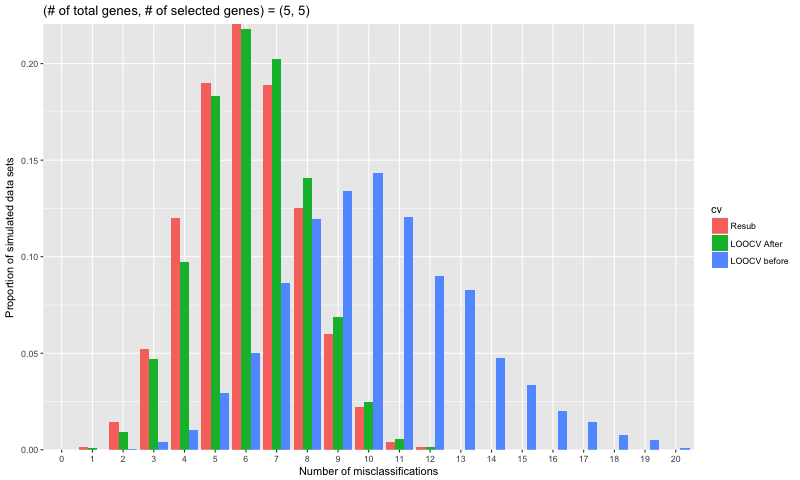 (# of total genes, # of selected genes) = (5, 5)
0.20
0.15
0.10
0.05
0.00
Proportion of simulated data sets
0 1 2 3 4 5 6 7 8 9 10 11 12 13 14 15 16 17 18 19 20
Number of misclassifications
cv
Resub
LOOCV After
LOOCV before